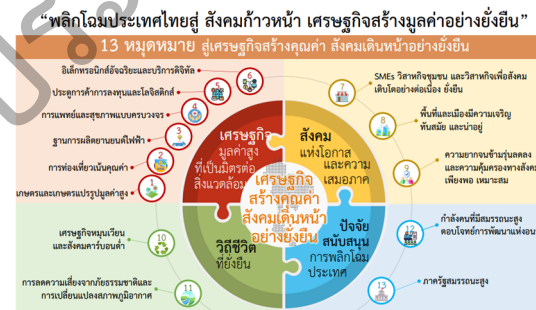 “พลิกโฉมประเทศไทยสู่ สังคมก้าวหน้า เศรษฐกิจสร้างมูลค่าอย่างยั่งยืน”
13 หมุดหมาย สู่เศรษฐกิจสร้างคุณค่า สังคมเดินหน้าอย่างยั่งยืน
อิเล็กทรอนิกส์อัจฉริยะและบริการดิจิทัล
6
ประตูการค้าการลงทุนและโลจิสติกส์
5
การแพทย์และสุขภาพแบบครบวงจร
4
ฐานการผลิตยานยนต์ไฟฟ้า
3
การท่องเที่ยวเน้นคุณค่า
2
เกษตรและเกษตรแปรรูปมูลค่าสูง
1
เศรษฐกิจ
มูลค่าสูง
ที่เป็นมิตรต่อ
สิ่งแวดล้อม
สังคม
แห่งโอกาส
และความ
เสมอภาค
7
SMEs วิสาหกิจชุมชน และวิสาหกิจเพื่อสังคม
เติบโตอย่างต่อเนื่อง ยั่งยืน
8
พื้นที่และเมืองมีความเจริญ
ทันสมัย และน่าอยู่
9
ความยากจนข้ามรุ่นลดลง
และความคุ้มครองทางสังคม
เพียงพอ เหมาะสม
เศรษฐกิจ
สร้างคุณค่า
สังคมเดินหน้า
อย่างยั่งยืน
เศรษฐกิจหมุนเวียน
และสังคมคาร์บอนต่ำ
10
การลดความเสี่ยงจากภัยธรรมชาติและ
การเปลี่ยนแปลงสภาพภูมิอากาศ
11
วิถีชีวิต
ที่ยั่งยืน
ปัจจัย
สนับสนุน
การพลิกโฉม
ประเทศ
12
กำลังคนที่มีสมรรถนะสูง
ตอบโจทย์การพัฒนาแห่งอน
13
ภาครัฐสมรรถนะสูง